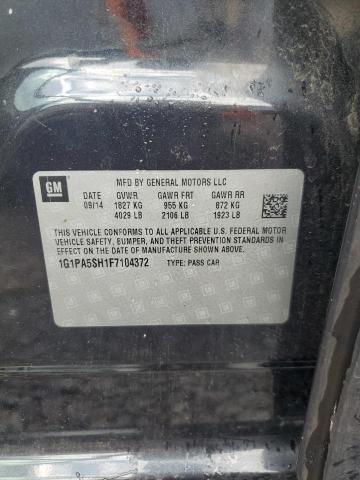 GM
MFD BY GENERAL MOTORS LLC
DATE GVWR GAWR FRT GAWR RR
09/14 1827 KG 955 KG 872 KG
4029 LB 2106 LB 1923 LB
THIS VEHICLE CONFORMS TO ALL APPLICABLE U.S. FEDERAL MOTOR
VEHICLE SAFETY, BUMPER, AND THEFT PREVENTION STANDARDS
IN EFFECT ON THE DATE OF MANUFACTURE SHOWN ABOVE.
1G1PA5SH1F7104372 TYPE: PASS CAR